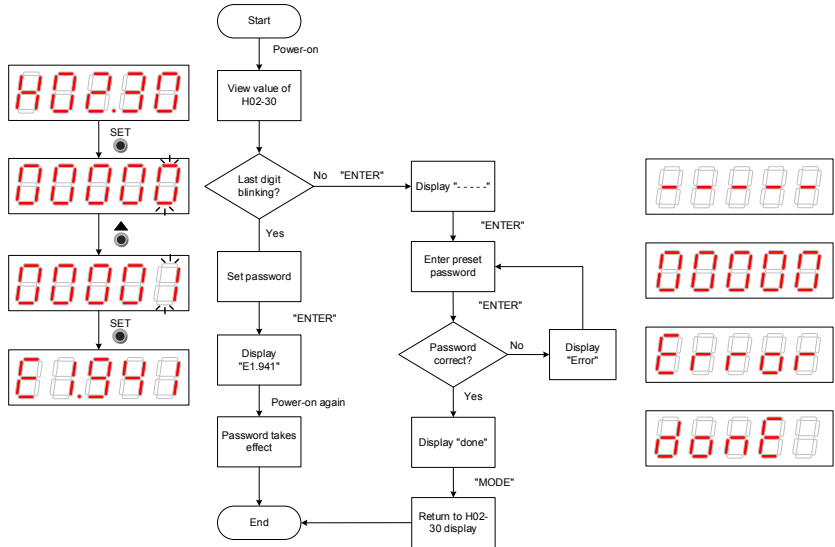 H02.30
SET
00000
00001
SET
E1.941
Start
Power-on
View value of
H02-30
Last digit
blinking?
No "ENTER"
Yes
Set password
"ENTER"
Display
"E1.941"
Power-on again
Password takes
effect
End
Display "- - - - -"
"ENTER"
Enter preset
password
"ENTER"
Password
correct?
No
Display
"Error"
Yes
Display "done"
"MODE"
Return to H02-
30 display
-----
00000
Error
donE